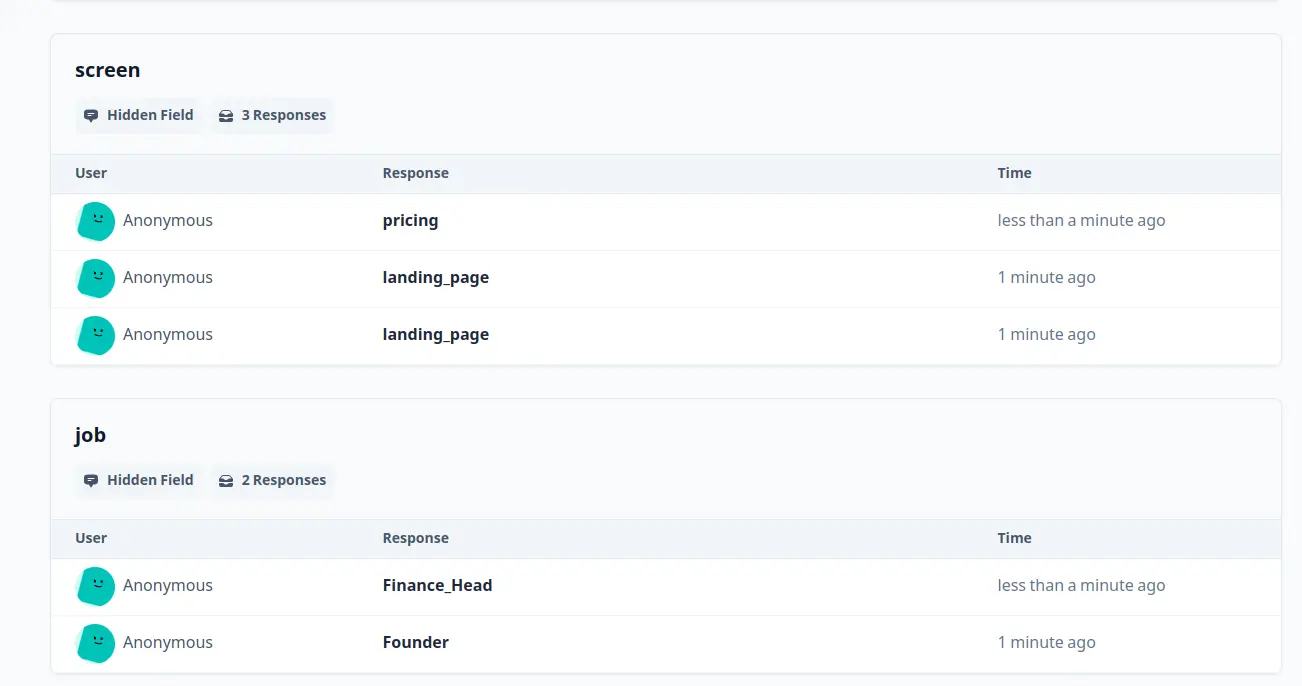 screen
Hidden Field 3 Responses
User Response Time
Anonymous pricing less than a minute ago
Anonymous landing_page 1 minute ago
Anonymous landing_page 1 minute ago
job
Hidden Field 2 Responses
User Response Time
Anonymous Finance_Head less than a minute ago
Anonymous Founder 1 minute ago